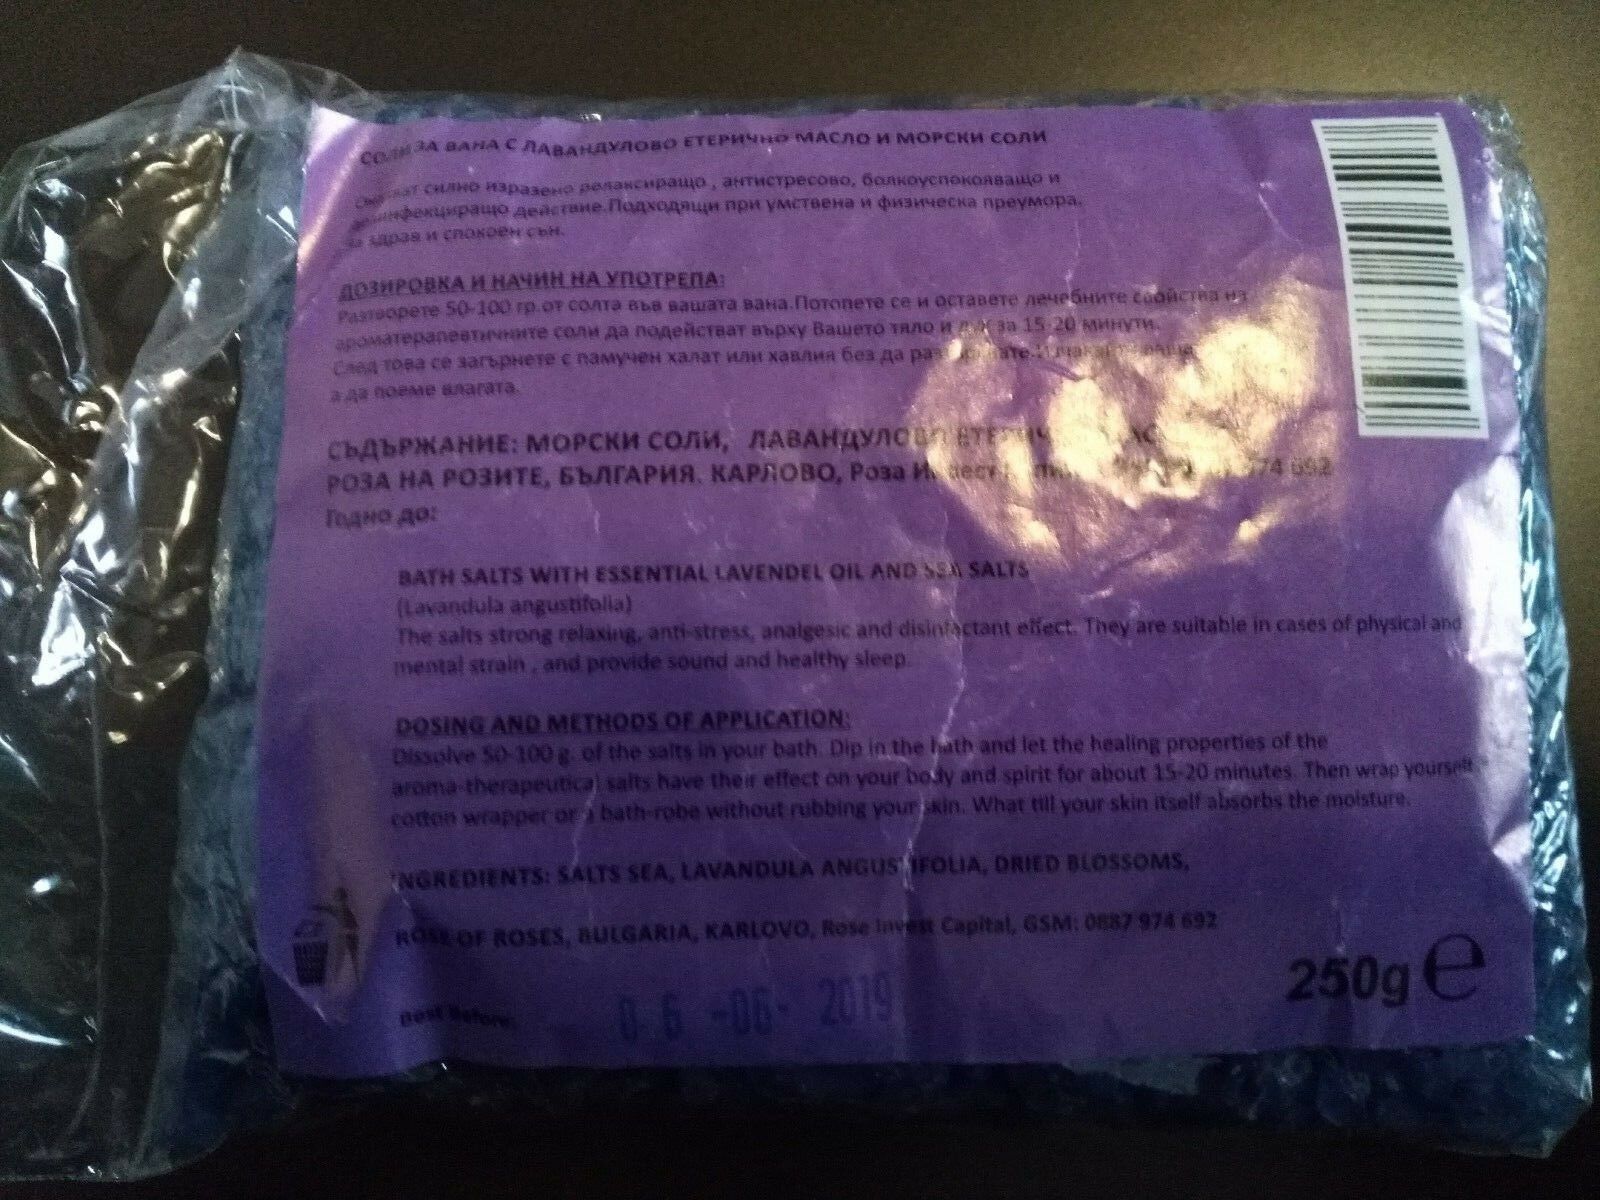 СОЛИ ЗА ВАНА С ЛАВАНДУЛОВО ЕТЕРИЧНО МАСЛО И МОРСКИ СОЛИ
силно изразено релаксиращо , антистресово, болкоуспокояващо и
действие.Подходящи при умствена и физическа преумора.
за здрав и спокоен сън.
ДОЗИРОВКА И НАЧИН НА УПОТРЕПА:
Разтворете 50-100 гр.от солта във вашата вана.Потопете се и оставете лечебните свойства на
ароматерапевтичните соли да подействат върху Вашето тяло и за 15-20 минути.
След това се загърнете с памучен халат или хавлия без да
а да поеме влагата.
СЪДЪРЖАНИЕ: МОРСКИ СОЛИ, ЛАВАНДУЛОВО
РОЗА НА РОЗИТЕ, БЪЛГАРИЯ. КАРЛОВО, Роза 692
Годно до:
BATH SALTS WITH ESSENTIAL LAVENDEL OIL AND SEA SALTS
(Lavandula angustifolia)
The salts strong relaxing, anti-stress, analgesic and disinfactant effect. They are suitable in cases of physical and
mental strain , and provide sound and healthy sleep.
DOSING AND METHODS OF APPLICATION:
Dissolve 50-100 g. of the salts in your bath. Dip in the bath and let the healing properties of the
aroma-therapeutical salts have their effect on your body and spirit for about 15-20 minutes. Then wrap yourself
cotton wrapper or a bath-robe without rubbing your skin. What till your skin itself absorbs the moisture.
INGREDIENTS: SALTS SEA, LAVANDULA ANGUSTIFOLIA, DRIED BLOSSOMS,
ROSE OF ROSES, BULGARIA, KARLOVO, Rose Invest Capital, GSM: 0887 974 692
250g e
Best Before: 06 -06- 2019